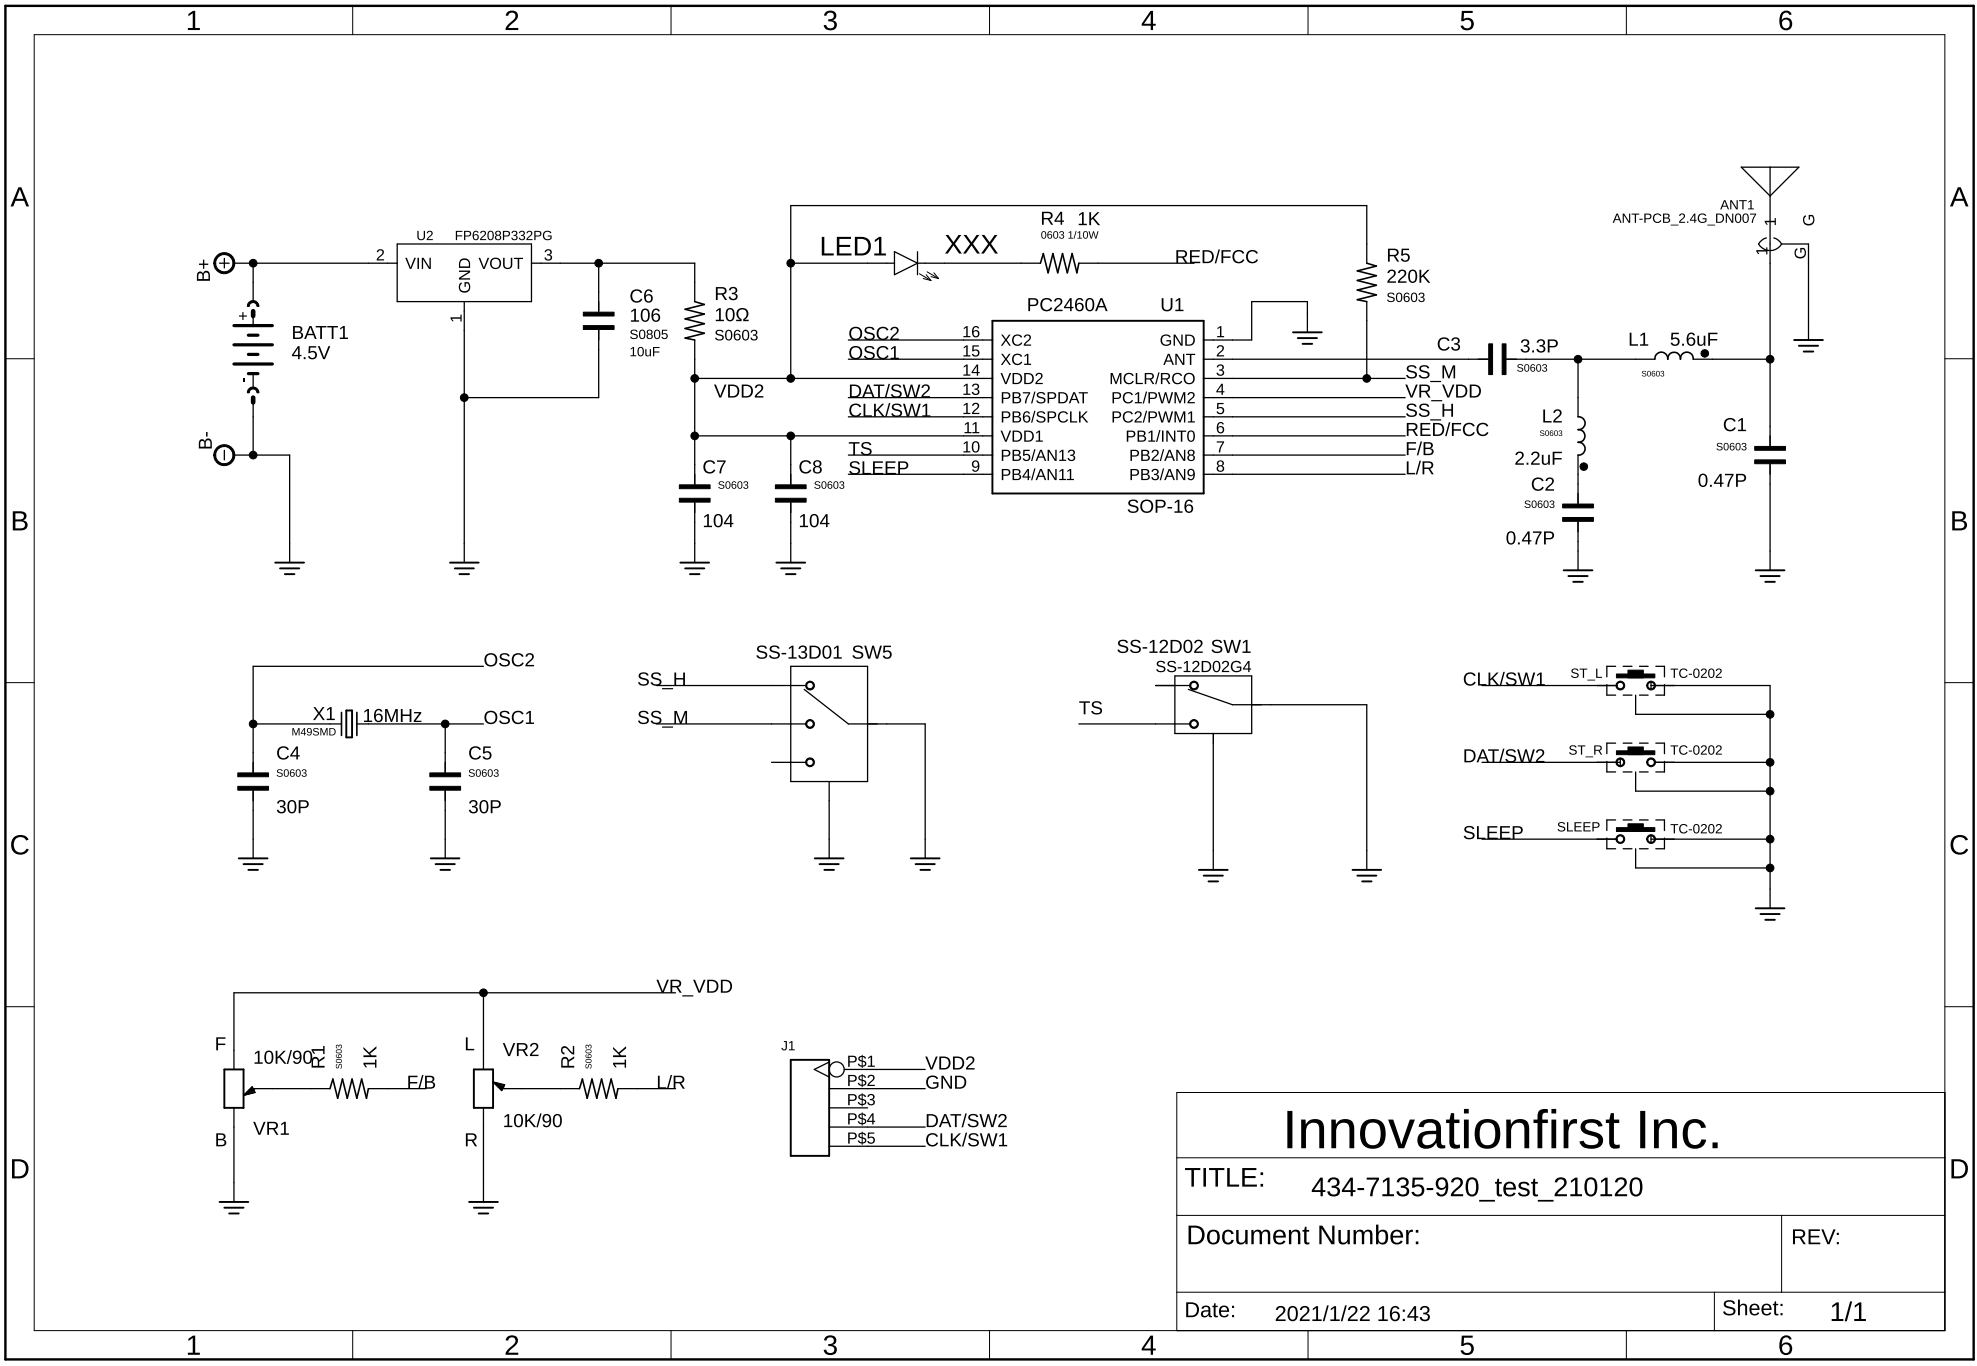 1 2 3 4 5 6
A
A
B
B
C
C
D
D
B+
B-
+
-
BATT1
4.5V
U2 FP6208P332PG
2 VIN VOUT 3
GND
1
C6
106
S0805
10uF
R3
10Ω
S0603
VDD2
LED1 XXX
R4 1K
0603 1/10W
RED/FCC
R5
220K
S0603
PC2460A U1
OSC2 16 XC2 GND 1
OSC1 15 XC1 ANT 2
14 VDD2 MCLR/RCO 3 SS_M
DAT/SW2 13 PB7/SPDAT PC1/PWM2 4 VR_VDD
CLK/SW1 12 PB6/SPCLK PC2/PWM1 5 SS_H
11 VDD1 PB1/INT0 6 RED/FCC
TS 10 PB5/AN13 PB2/AN8 7 F/B
SLEEP 9 PB4/AN11 PB3/AN9 8 L/R
SOP-16
C7
S0603
104
C8
S0603
104
C3 3.3P
S0603
L1 5.6uF
S0603
L2
S0603
2.2uF
C2
S0603
0.47P
C1
S0603
0.47P
ANT1
ANT-PCB_2.4G_DN007
1 G
1 G
OSC2
X1 16MHz OSC1
M49SMD
C4
S0603
30P
C5
S0603
30P
SS-13D01 SW5
SS_H
SS_M
SS-12D02 SW1
SS-12D02G4
TS
CLK/SW1 ST_L TC-0202
DAT/SW2 ST_R TC-0202
SLEEP SLEEP TC-0202
VR_VDD
F
10K/90
R1
S0603
1K
F/B
B
VR1
L
VR2
R2
S0603
1K
L/R
10K/90
R
J1
P$1 VDD2
P$2 GND
P$3
P$4 DAT/SW2
P$5 CLK/SW1
Innovationfirst Inc.
TITLE: 434-7135-920_test_210120
Document Number:
REV:
Date: 2021/1/22 16:43
Sheet: 1/1
1 2 3 4 5 6